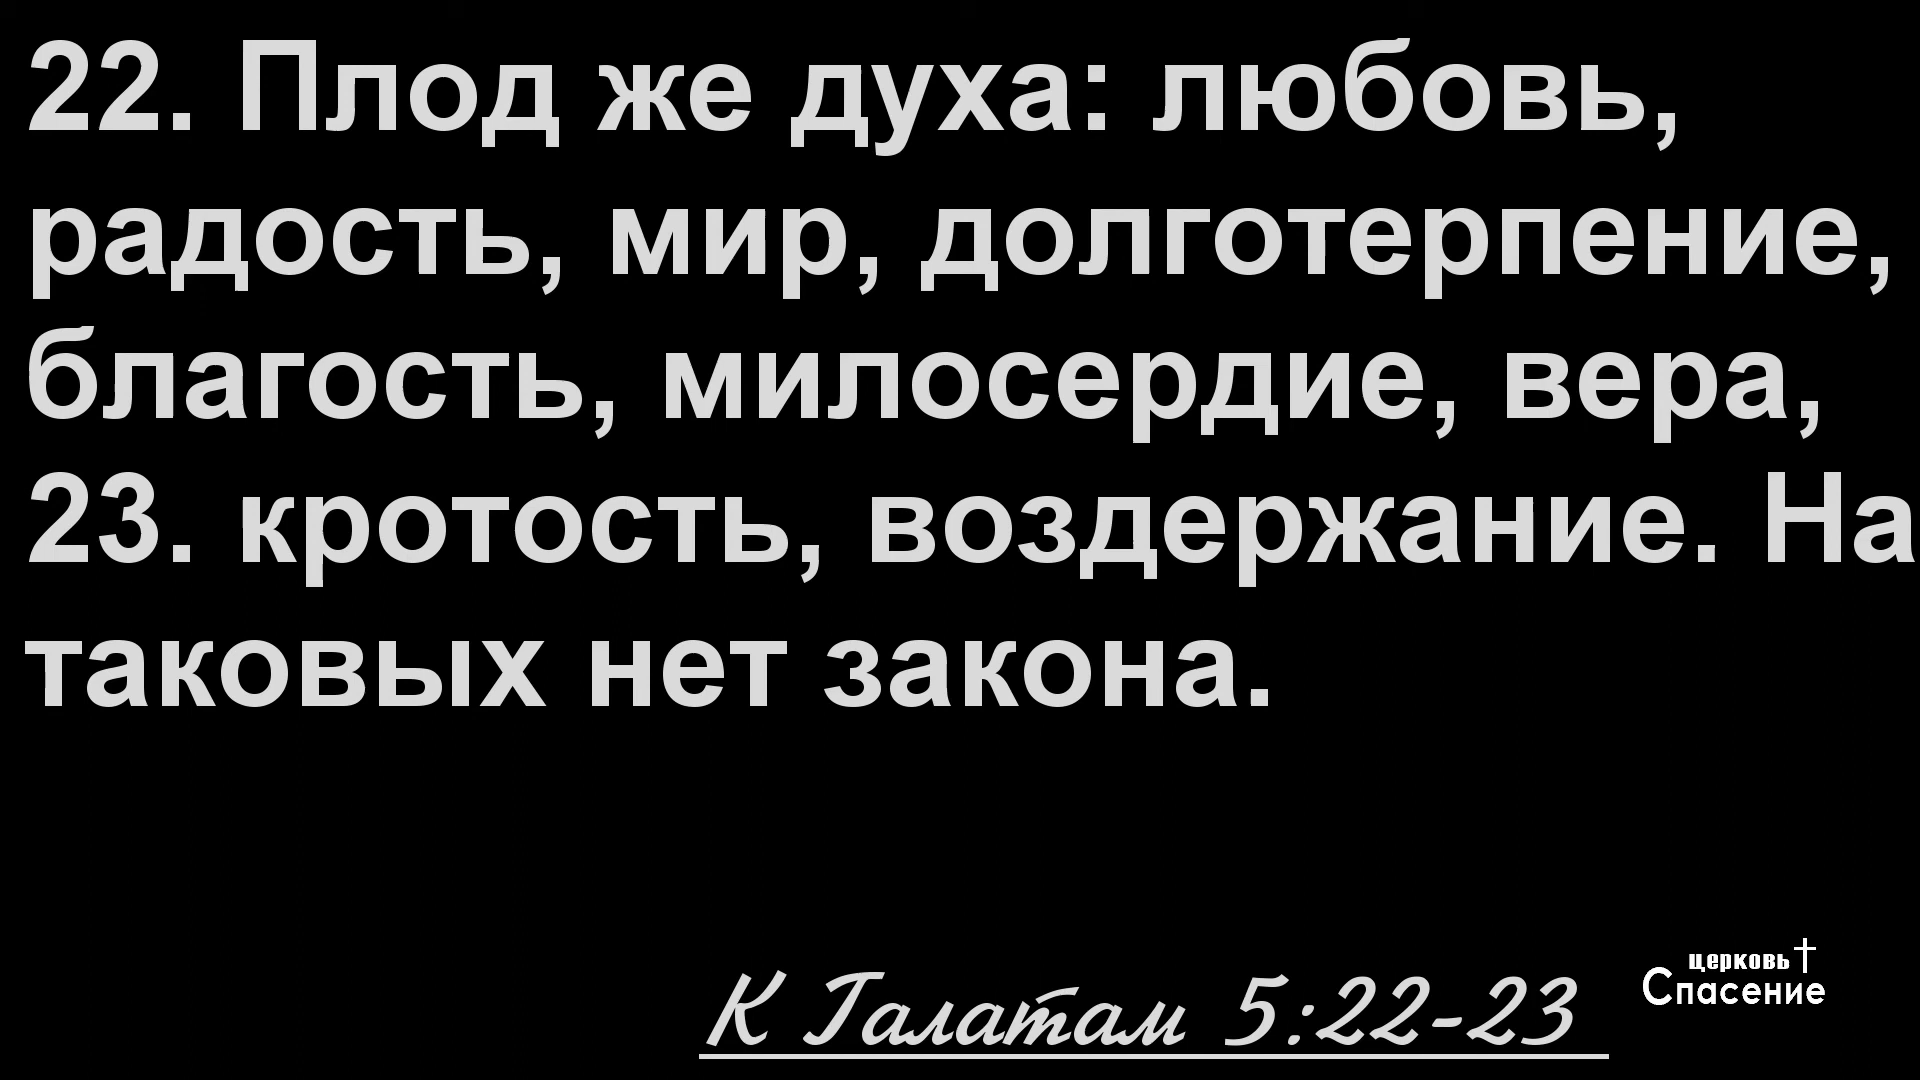 22. Плод же духа: любовь,
радость, мир, долготерпение,
благость, милосердие, вера,
23. кротость, воздержание. На
таковых нет закона.
К Галатам 5:22-23
церковь
Спасение